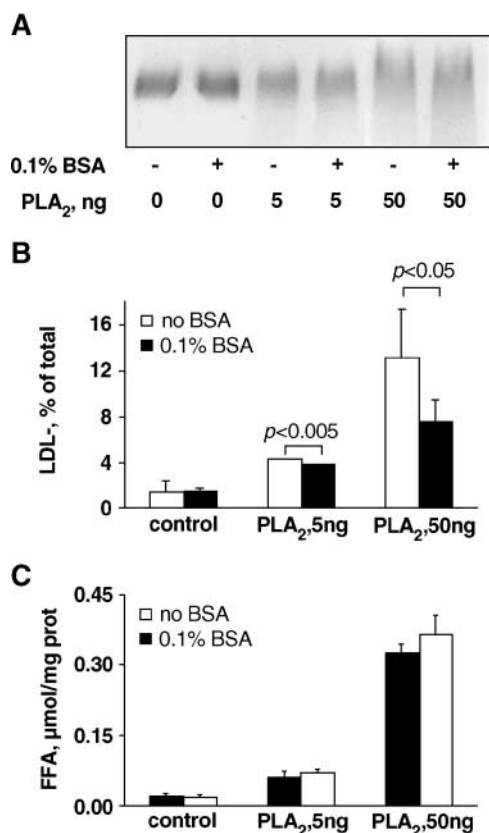 A
0.1% BSA - + - + - +
PLA₂, ng 0 0 5 5 50 50
B
p<0.05
16
12
8
4
0
LDL-, % of total
no BSA
0.1% BSA
p<0.005
control PLA₂,5ng PLA₂,50ng
C
0.45
0.30
0.15
0.00
FFA, µmol/mg prot
no BSA
0.1% BSA
control PLA₂,5ng PLA₂,50ng